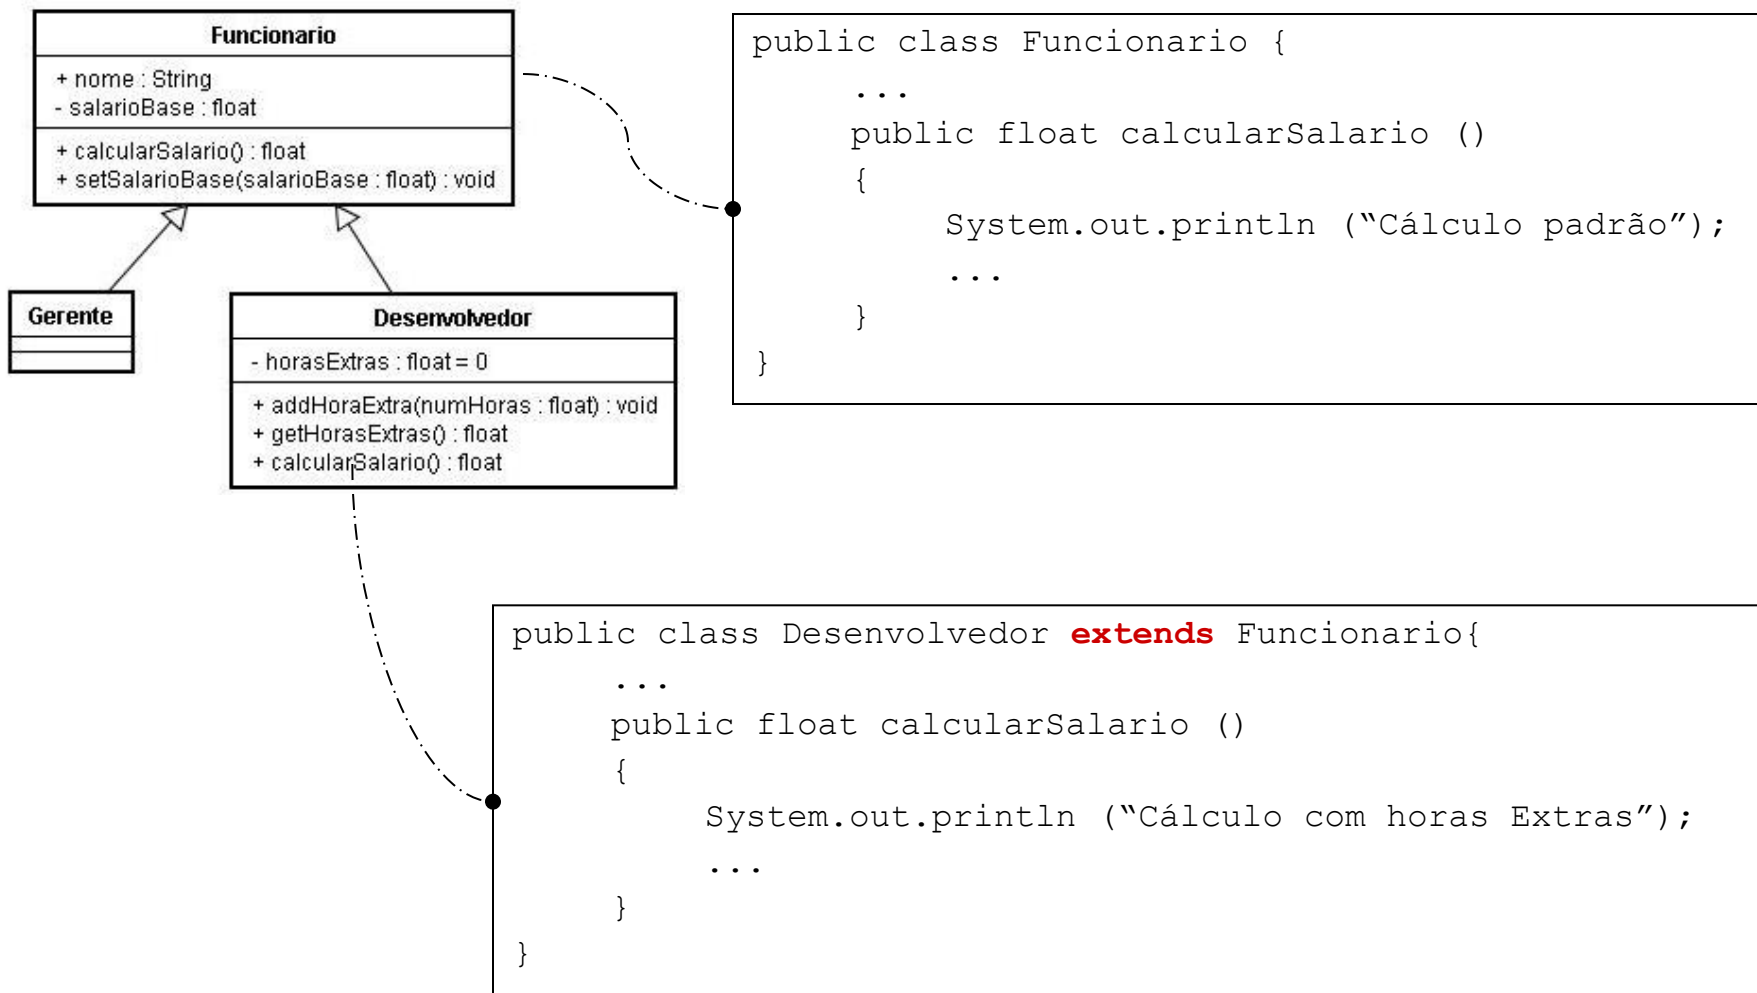 Funcionario
+ nome : String
- salarioBase : float
+ calcularSalario() : float
+ setSalarioBase(salarioBase : float) : void
Gerente
Desenvolvedor
- horasExtras : float = 0
+ addHoraExtra(numHoras : float) : void
+ getHorasExtras() : float
+ calcularSalario() : float
public class Funcionario {
...
public float calcularSalario ()
{
System.out.println (“Cálculo padrão”);
...
}
}
public class Desenvolvedor extends Funcionario{
...
public float calcularSalario ()
{
System.out.println (“Cálculo com horas Extras”);
...
}
}